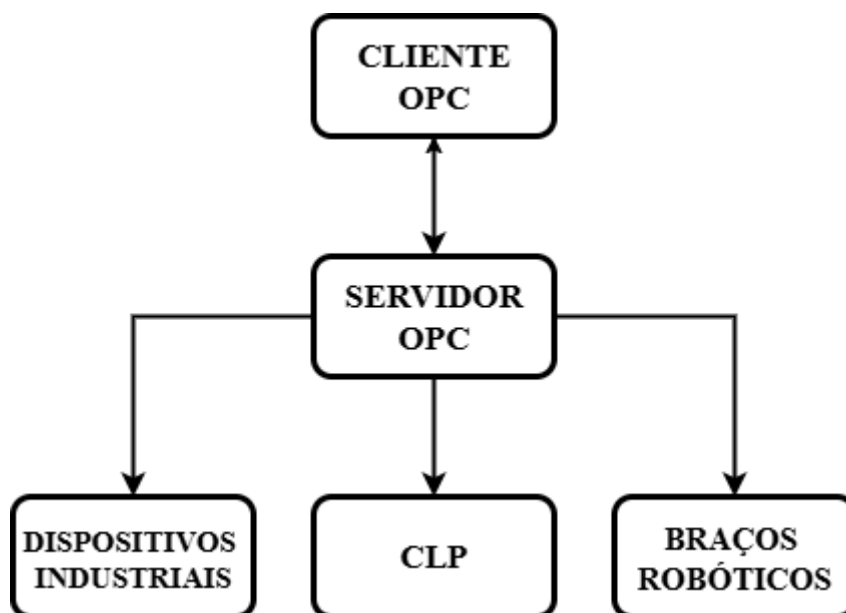 CLIENTE
OPC
SERVIDOR
OPC
DISPOSITIVOS
INDUSTRIAIS
CLP
BRAÇOS
ROBÓTICOS